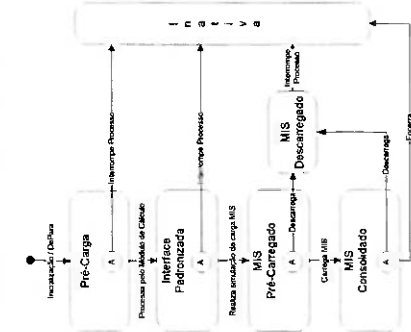 Inativa
Inicialização / DePara
Pré-Carga
A
Interrompe Processo
Processa pelo Módulo de Cálculo
Interface
Padronizada
A
Interrompe Processo
Realiza simulação de carga MIS
MIS
Pré-Carregado
A
Descarrega
MIS
Descarregado
Interrompe
Processo
Carrega MIS
MIS
Consolidado
A
Descarrega
Encerra